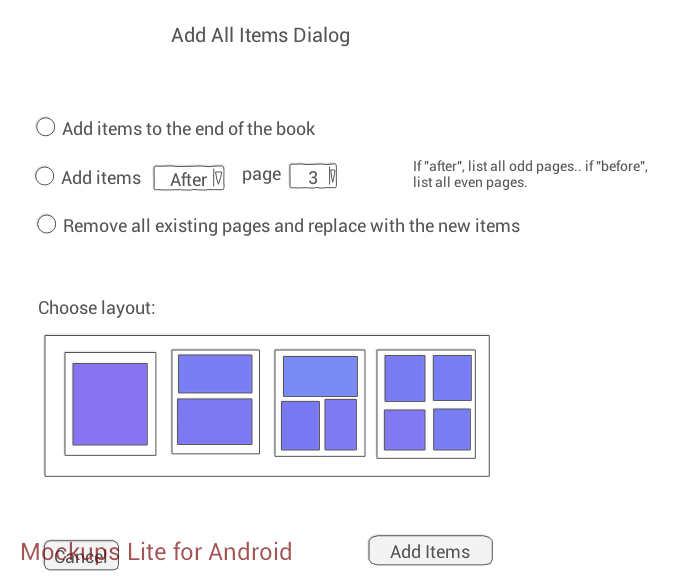 Add All Items Dialog
Add items to the end of the book
Add items After page 3
If "after", list all odd pages.. if "before",
list all even pages.
Remove all existing pages and replace with the new items
Choose layout:
Cancel
Mockups Lite for Android
Add Items